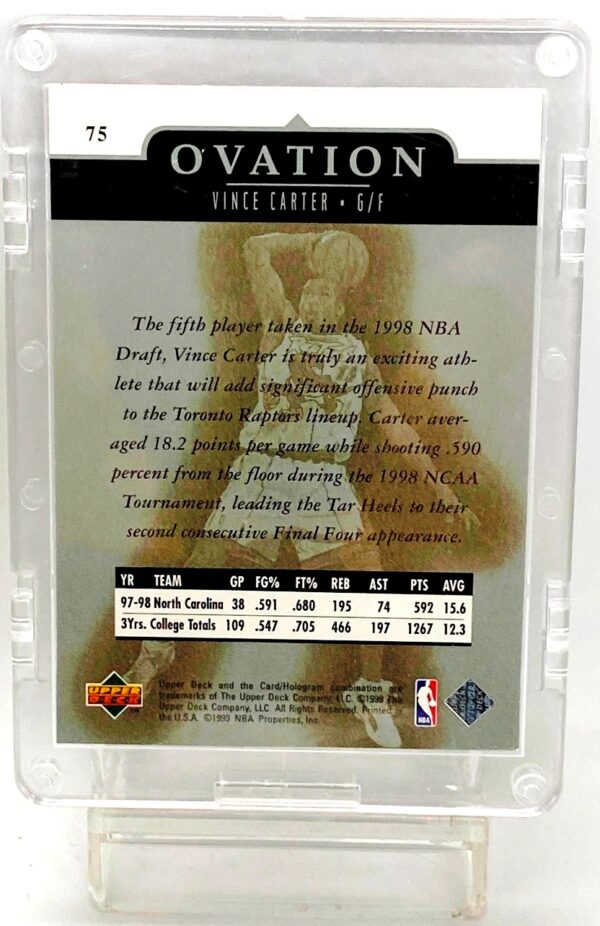 75
OVATION
VINCE CARTER • G/F
The fifth player taken in the 1998 NBA
Draft, Vince Carter is truly an exciting ath-
lete that will add significant offensive punch
to the Toronto Raptors lineup. Carter aver-
aged 18.2 points per game while shooting .590
percent from the floor during the 1998 NCAA
Tournament, leading the Tar Heels to their
second consecutive Final Four appearance.
YR TEAM GP FG% FT% REB AST PTS AVG
97-98 North Carolina 38 .591 .680 195 74 592 15.6
3Yrs. College Totals 109 .547 .705 466 197 1267 12.3
Upper Deck and the Card/Hologram combination are
trademarks of The Upper Deck Company, LLC. ©1999 The
Upper Deck Company, LLC. All Rights Reserved. Printed in
the U.S.A. ©1999 NBA Properties, Inc.
UPPER
DECK
NBA